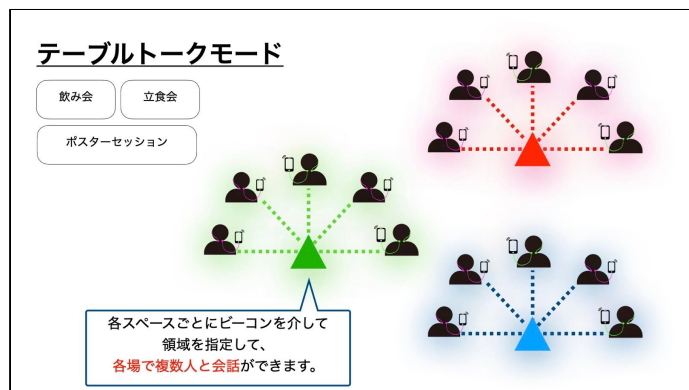 テーブルトークモード
飲み会
立食会
ポスターセッション
各スペースごとにビーコンを介して
領域を指定して、
各場で複数人と会話ができます。